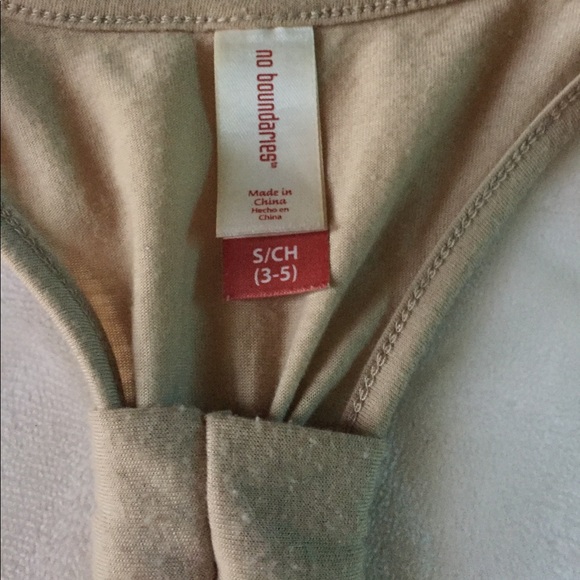 no boundaries
Made in
China
Hecho en
China
S/CH
(3-5)